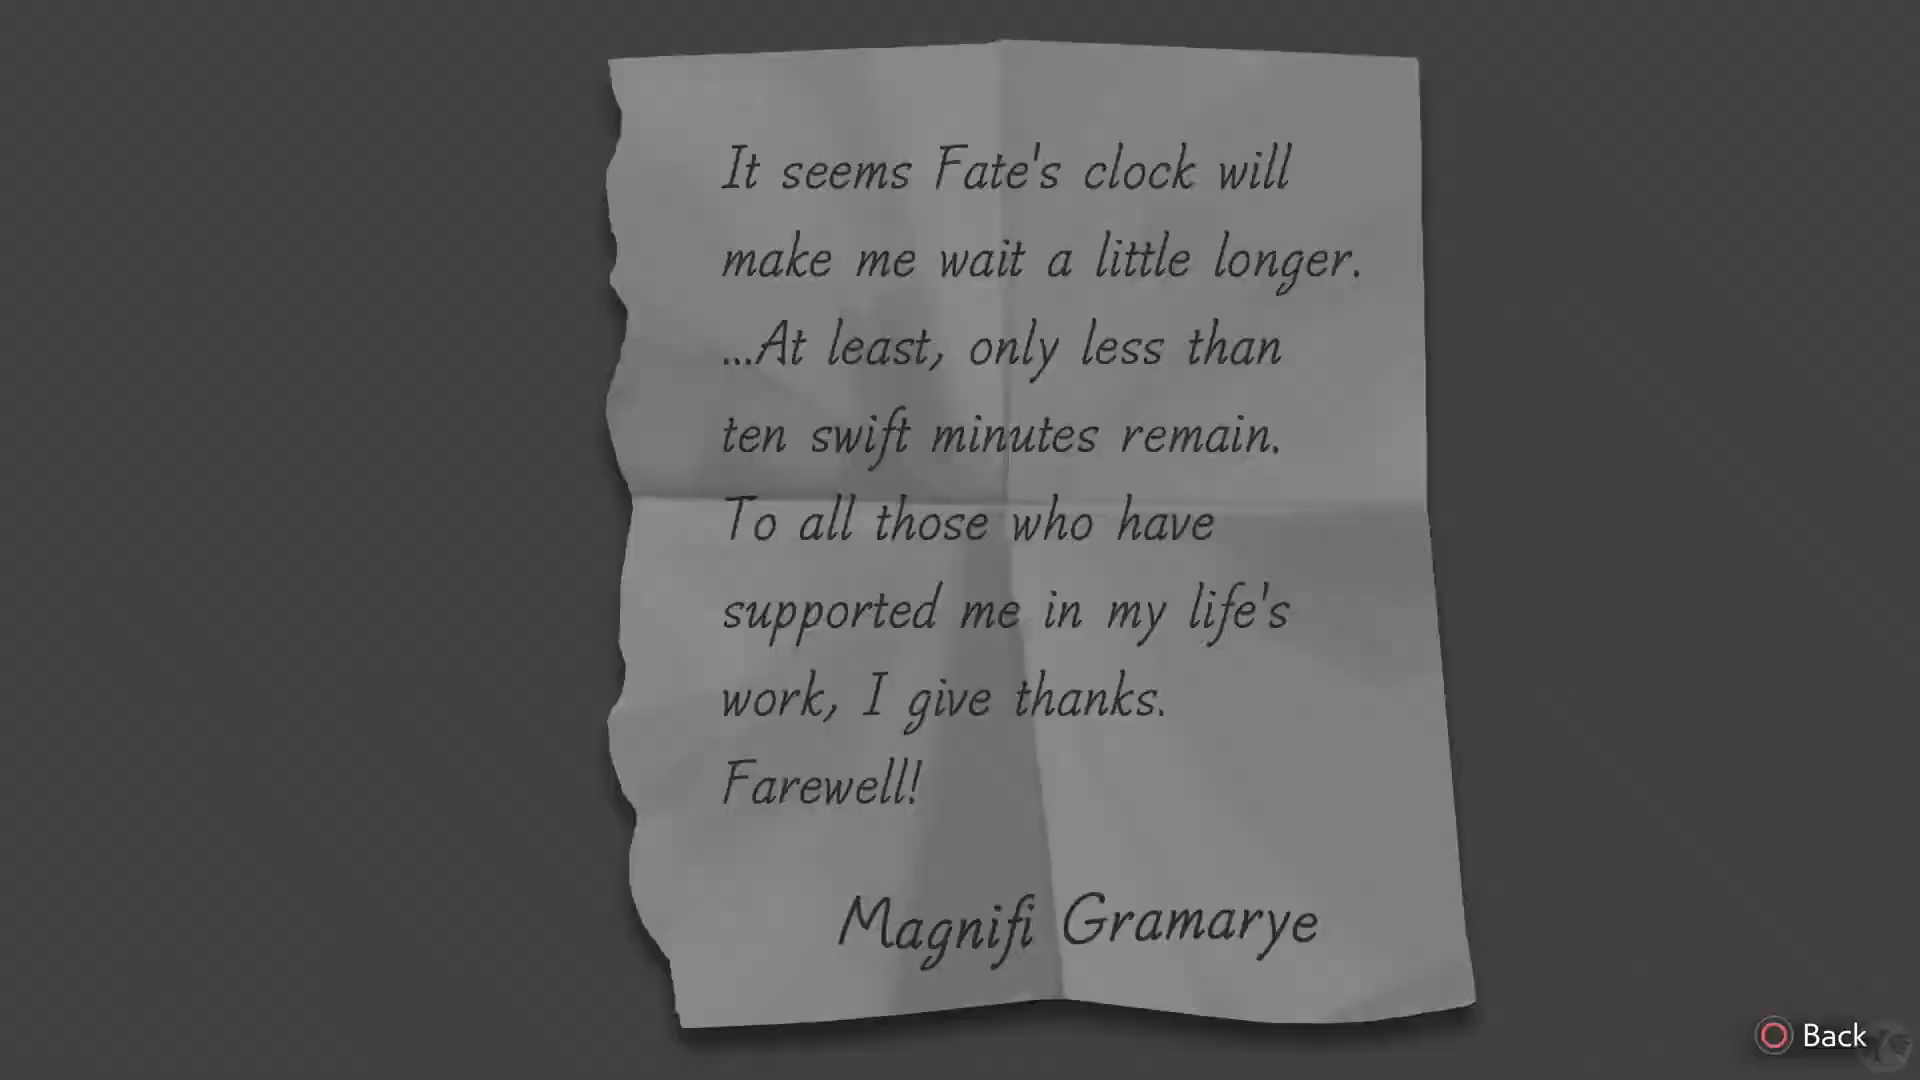 It seems Fate's clock will
make me wait a little longer.
...At least, only less than
ten swift minutes remain.
To all those who have
supported me in my life's
work, I give thanks.
Farewell!
Magnifi Gramarye
Back